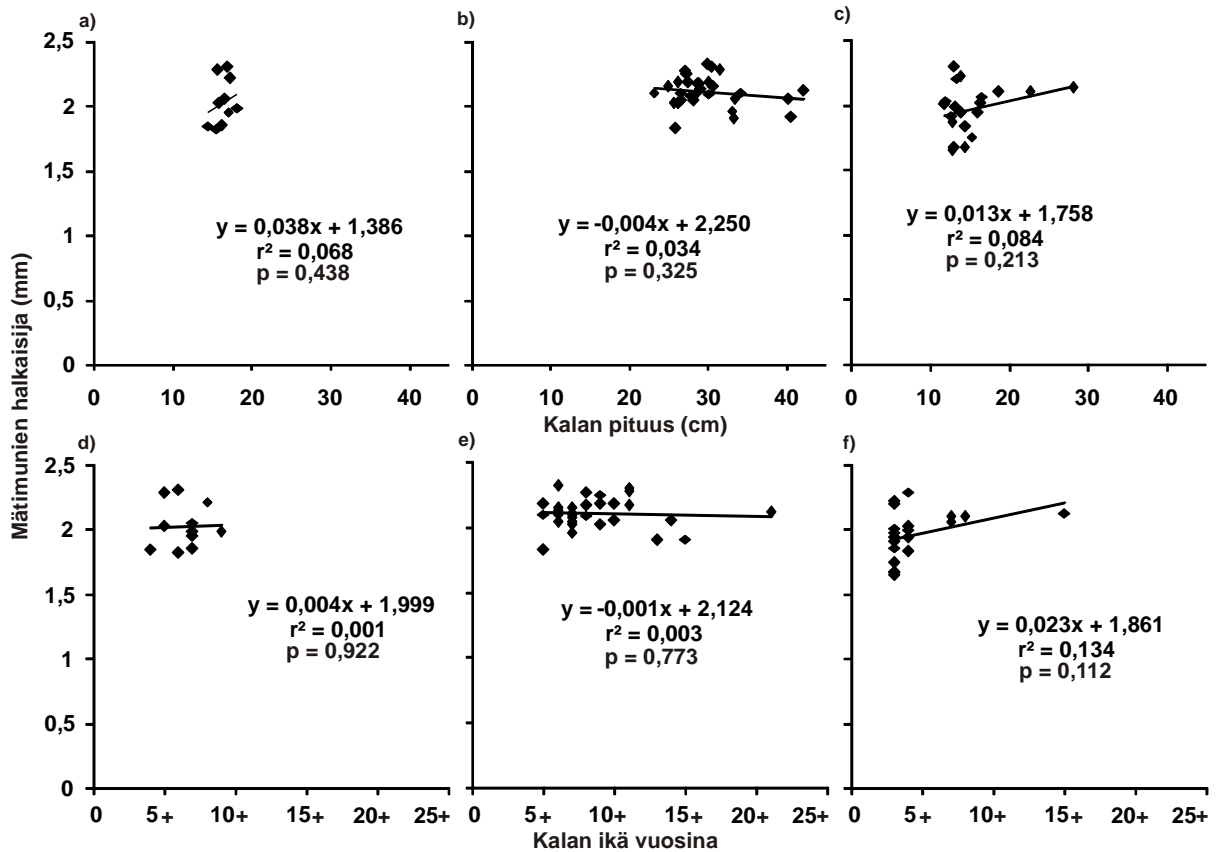 Mätimunien halkaisija (mm)
a)
2,5
2
1,5
1
0,5
0
y = 0,038x + 1,386
r² = 0,068
p = 0,438
0 10 20 30 40
b)
y = -0,004x + 2,250
r² = 0,034
p = 0,325
0 10 20 30 40
c)
y = 0,013x + 1,758
r² = 0,084
p = 0,213
0 10 20 30 40
Kalan pituus (cm)
d)
2,5
2
1,5
1
0,5
0
y = 0,004x + 1,999
r² = 0,001
p = 0,922
0 5+ 10+ 15+ 20+ 25+
e)
y = -0,001x + 2,124
r² = 0,003
p = 0,773
0 5+ 10+ 15+ 20+ 25+
f)
y = 0,023x + 1,861
r² = 0,134
p = 0,112
0 5+ 10+ 15+ 20+ 25+
Kalan ikä vuosina